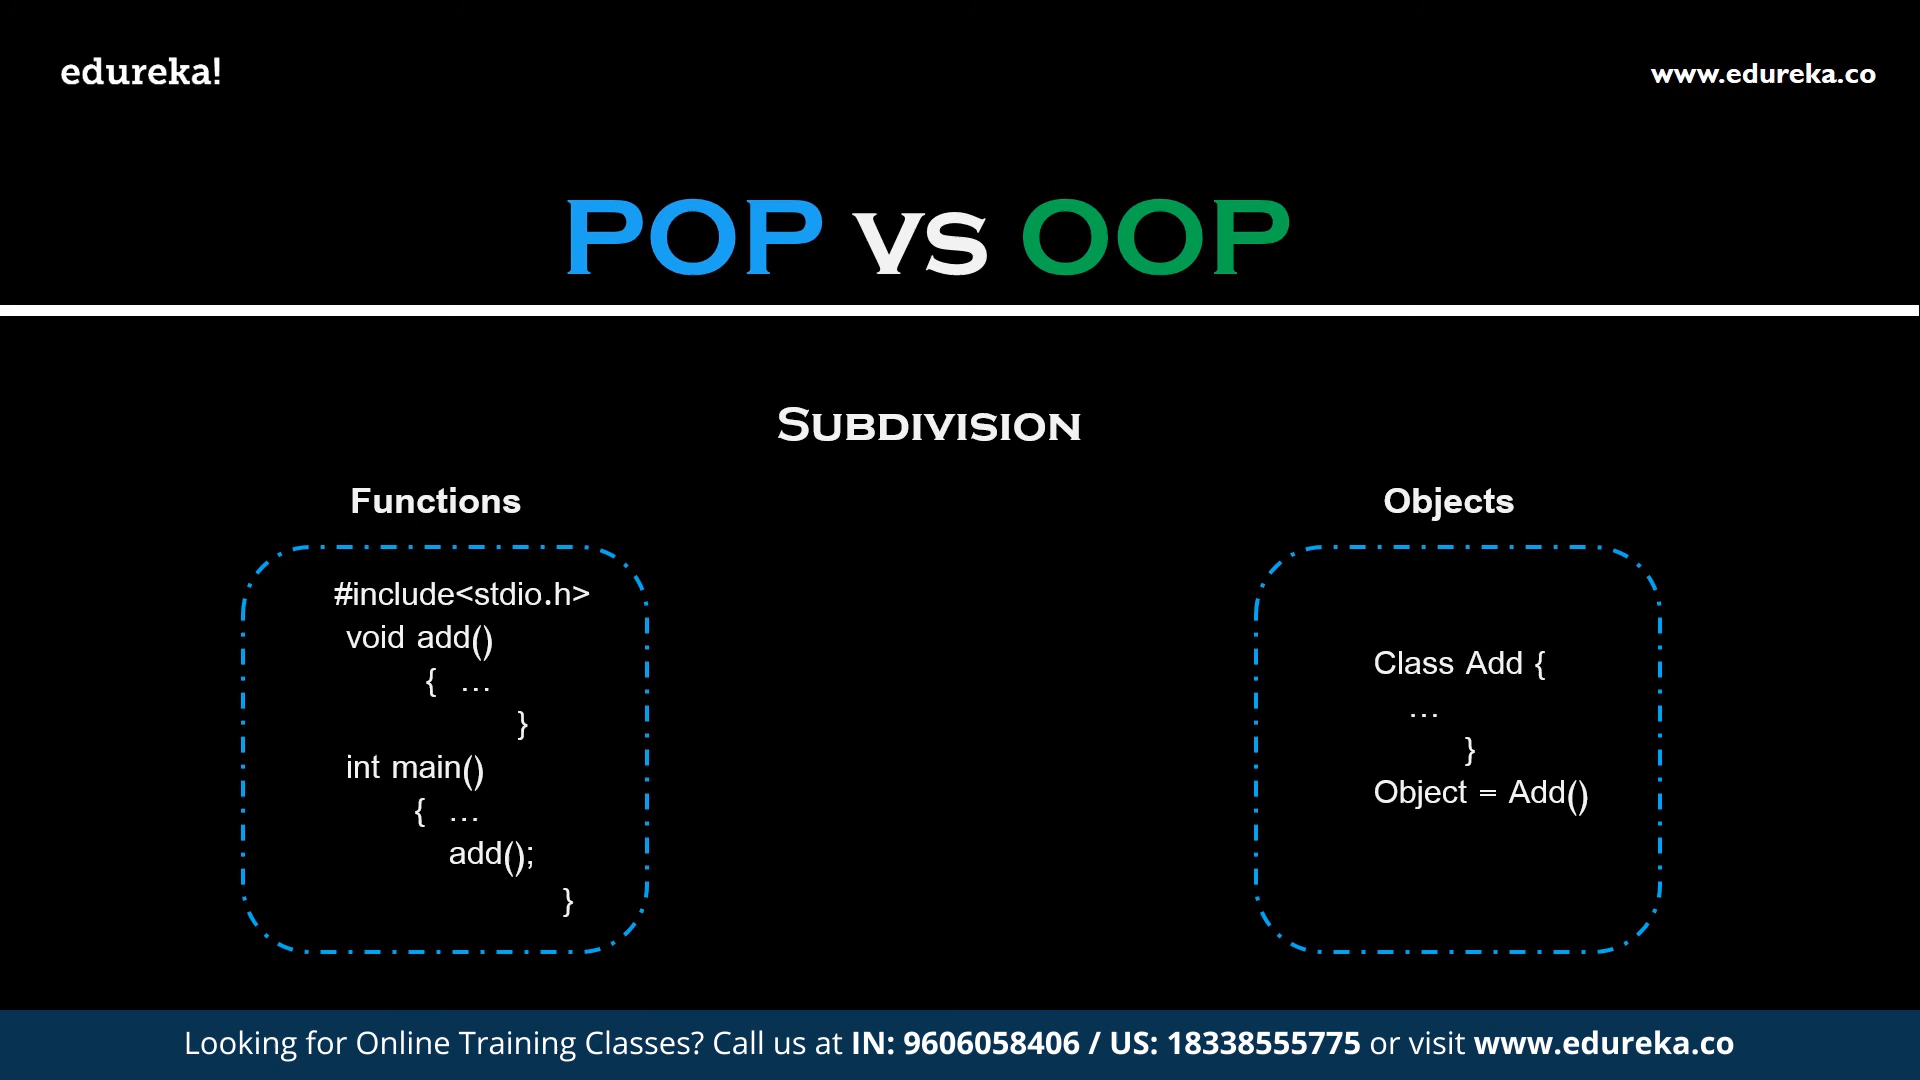 edureka!
www.edureka.co
POP vs OOP
Subdivision
Functions
#include<stdio.h>
void add()
{ ...
}
int main()
{ ...
add();
}
Objects
Class Add {
...
}
Object = Add()
Looking for Online Training Classes? Call us at IN: 9606058406 / US: 18338555775 or visit www.edureka.co